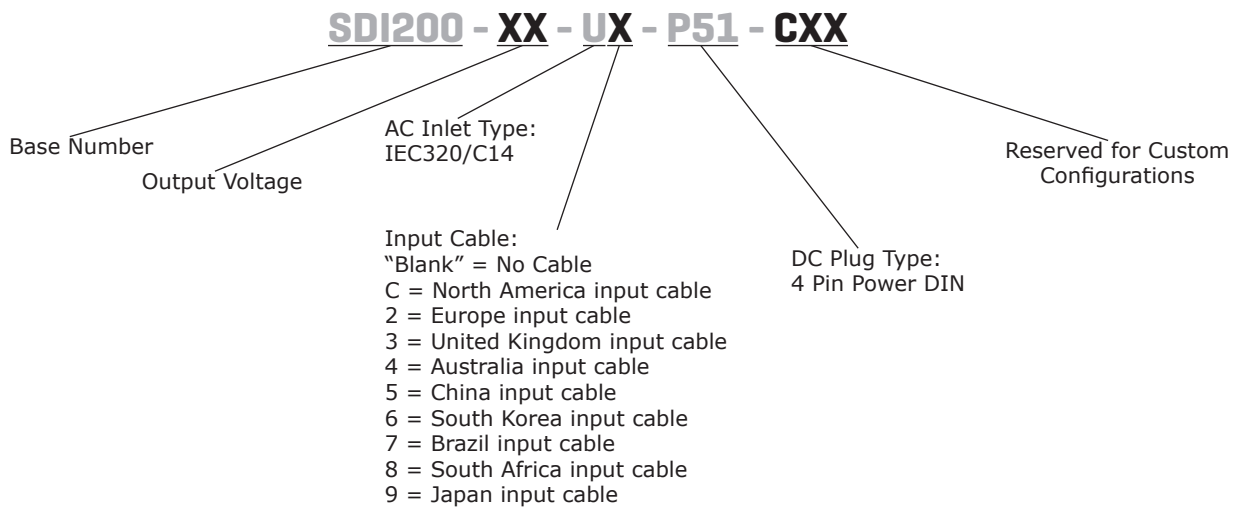 SDI200 - XX - UX - P51 - CXX
Base Number
Output Voltage
AC Inlet Type:
IEC320/C14
Input Cable:
“Blank” = No Cable
C = North America input cable
2 = Europe input cable
3 = United Kingdom input cable
4 = Australia input cable
5 = China input cable
6 = South Korea input cable
7 = Brazil input cable
8 = South Africa input cable
9 = Japan input cable
DC Plug Type:
4 Pin Power DIN
Reserved for Custom
Configurations